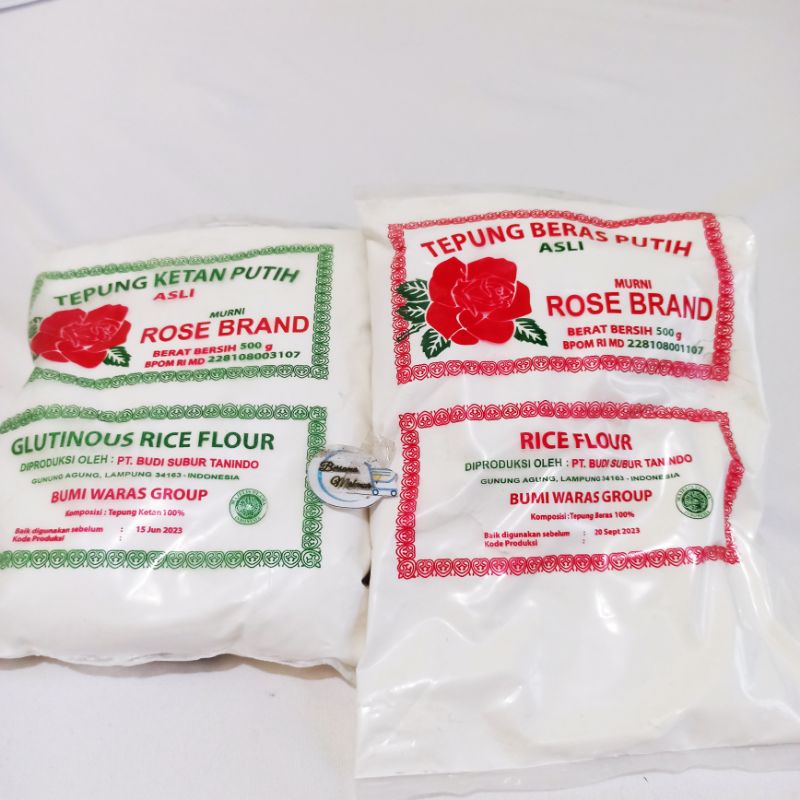 TEPUNG KETAN PUTIH
ASLI
MURNI
ROSE BRAND
BERAT BERSIH 500 g
BPOM RI MD 228108003107
GLUTINOUS RICE FLOUR
DIPRODUKSI OLEH : PT. BUDI SUBUR TANINDO
GUNUNG AGUNG, LAMPUNG 34163 - INDONESIA
BUMI WARAS GROUP
Komposisi : Tepung Ketan 100%
Baik digunakan sebelum : 15 Jun 2023
Kode Produksi :
TEPUNG BERAS PUTIH
ASLI
MURNI
ROSE BRAND
BERAT BERSIH 500 g
BPOM RI MD 228108001107
RICE FLOUR
DIPRODUKSI OLEH : PT. BUDI SUBUR TANINDO
GUNUNG AGUNG, LAMPUNG 34163 - INDONESIA
BUMI WARAS GROUP
Komposisi : Tepung Beras 100%
Baik digunakan sebelum : 20 Sept 2023
Kode Produksi :